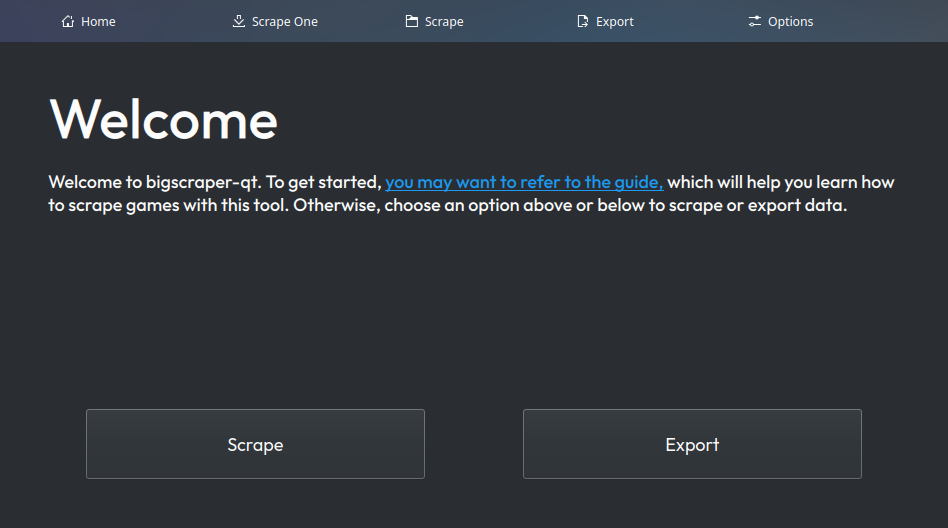 Home
Scrape One
Scrape
Export
Options
Welcome
Welcome to bigscraper-qt. To get started, you may want to refer to the guide, which will help you learn how
to scrape games with this tool. Otherwise, choose an option above or below to scrape or export data.
Scrape
Export